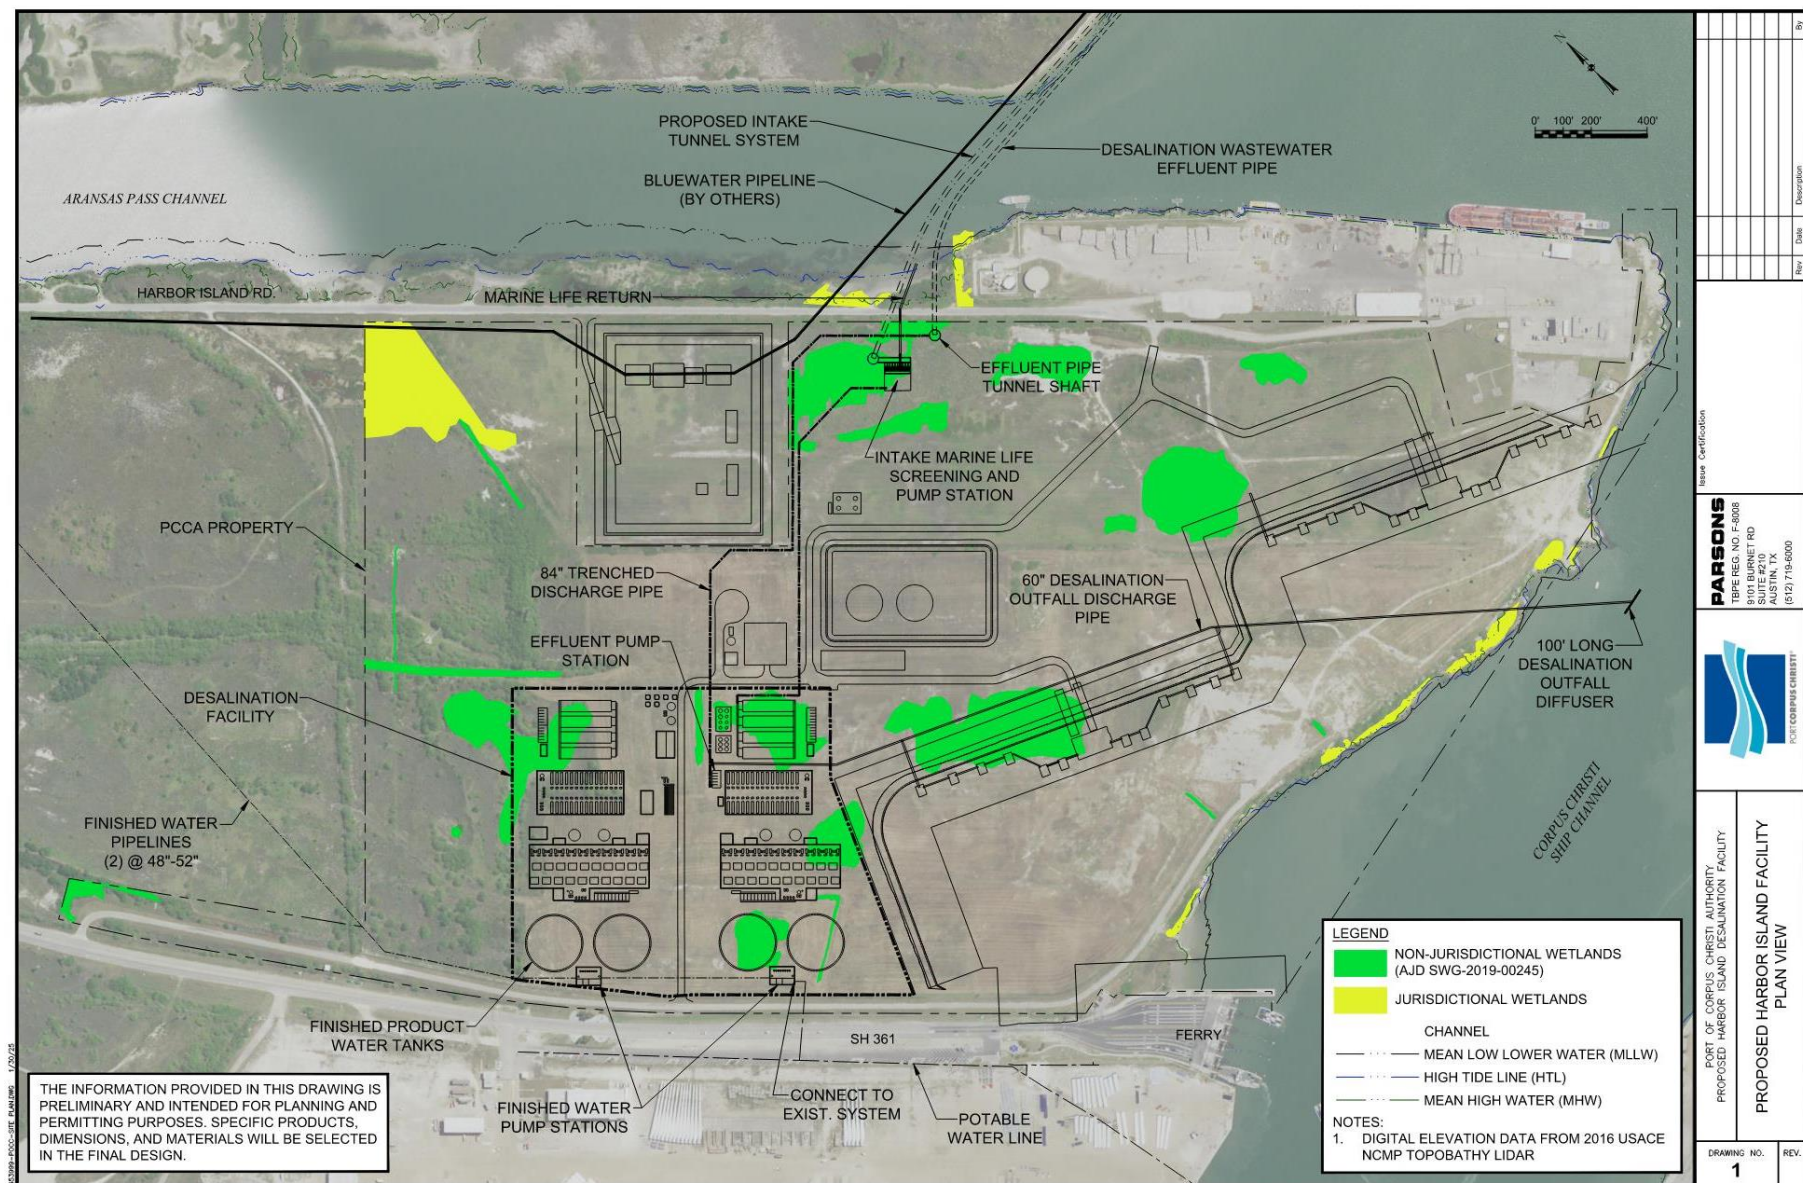 PROPOSED INTAKE
TUNNEL SYSTEM
DESALINATION WASTEWATER
EFFLUENT PIPE
0' 100' 200' 400'
N
BLUEWATER PIPELINE
(BY OTHERS)
ARANSAS PASS CHANNEL
HARBOR ISLAND RD.
MARINE LIFE RETURN
EFFLUENT PIPE
TUNNEL SHAFT
INTAKE MARINE LIFE
SCREENING AND
PUMP STATION
PCCA PROPERTY
84" TRENCHED
DISCHARGE PIPE
60" DESALINATION
OUTFALL DISCHARGE
PIPE
EFFLUENT PUMP
STATION
100' LONG
DESALINATION
OUTFALL
DIFFUSER
DESALINATION
FACILITY
FINISHED WATER
PIPELINES
(2) @ 48"-52"
CORPUS CHRISTI
SHIP CHANNEL
FINISHED PRODUCT
WATER TANKS
SH 361
FERRY
FINISHED WATER
PUMP STATIONS
CONNECT TO
EXIST. SYSTEM
POTABLE
WATER LINE
THE INFORMATION PROVIDED IN THIS DRAWING IS
PRELIMINARY AND INTENDED FOR PLANNING AND
PERMITTING PURPOSES. SPECIFIC PRODUCTS,
DIMENSIONS, AND MATERIALS WILL BE SELECTED
IN THE FINAL DESIGN.
LEGEND
NON-JURISDICTIONAL WETLANDS
(AJD SWG-2019-00245)
JURISDICTIONAL WETLANDS
CHANNEL
MEAN LOW LOWER WATER (MLLW)
HIGH TIDE LINE (HTL)
MEAN HIGH WATER (MHW)
NOTES:
1. DIGITAL ELEVATION DATA FROM 2016 USACE
NCMP TOPOBATHY LIDAR
Rev Date Description By
Issue Certification
PARSONS
TBPE REG. NO. F-8008
9101 BURNET RD
SUITE #210
AUSTIN, TX
(512) 719-6000
PORT CORPUS CHRISTI
PORT OF CORPUS CHRISTI AUTHORITY
PROPOSED HARBOR ISLAND DESALINATION FACILITY
PROPOSED HARBOR ISLAND FACILITY
PLAN VIEW
DRAWING NO. REV.
1
PLAN.DWG 1/30/25